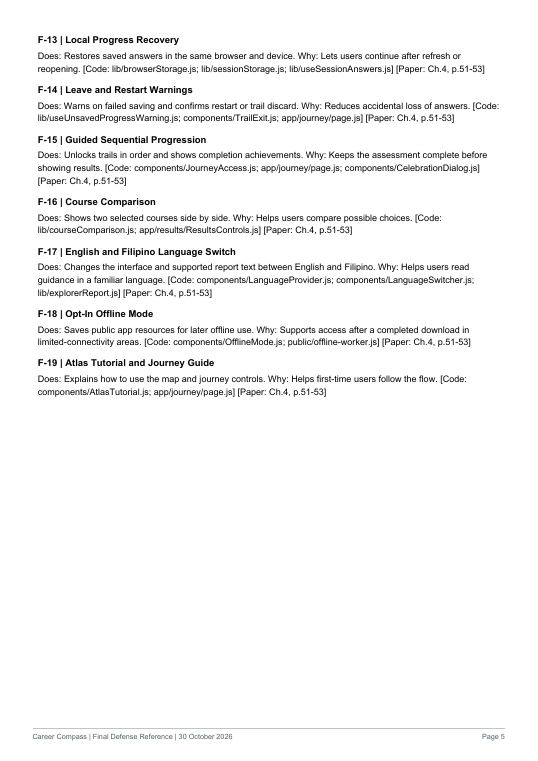 F-13 | Local Progress Recovery
Does: Restores saved answers in the same browser and device. Why: Lets users continue after refresh or
reopening. [Code: lib/browserStorage.js; lib/sessionStorage.js; lib/useSessionAnswers.js] [Paper: Ch.4, p.51-53]
F-14 | Leave and Restart Warnings
Does: Warns on failed saving and confirms restart or trail discard. Why: Reduces accidental loss of answers. [Code:
lib/useUnsavedProgressWarning.js; components/TrailExit.js; app/journey/page.js] [Paper: Ch.4, p.51-53]
F-15 | Guided Sequential Progression
Does: Unlocks trails in order and shows completion achievements. Why: Keeps the assessment complete before
showing results. [Code: components/JourneyAccess.js; app/journey/page.js; components/CelebrationDialog.js]
[Paper: Ch.4, p.51-53]
F-16 | Course Comparison
Does: Shows two selected courses side by side. Why: Helps users compare possible choices. [Code:
lib/courseComparison.js; app/results/ResultsControls.js] [Paper: Ch.4, p.51-53]
F-17 | English and Filipino Language Switch
Does: Changes the interface and supported report text between English and Filipino. Why: Helps users read
guidance in a familiar language. [Code: components/LanguageProvider.js; components/LanguageSwitcher.js;
lib/explorerReport.js] [Paper: Ch.4, p.51-53]
F-18 | Opt-In Offline Mode
Does: Saves public app resources for later offline use. Why: Supports access after a completed download in
limited-connectivity areas. [Code: components/OfflineMode.js; public/offline-worker.js] [Paper: Ch.4, p.51-53]
F-19 | Atlas Tutorial and Journey Guide
Does: Explains how to use the map and journey controls. Why: Helps first-time users follow the flow. [Code:
components/AtlasTutorial.js; app/journey/page.js] [Paper: Ch.4, p.51-53]
Career Compass | Final Defense Reference | 30 October 2026
Page 5